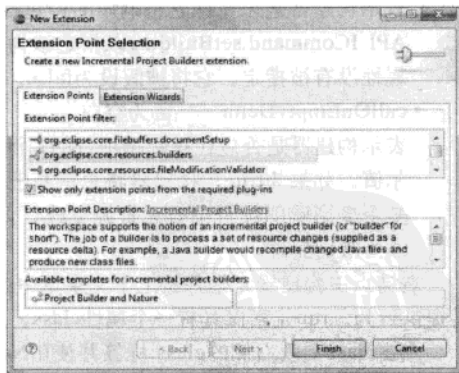 New Extension
Extension Point Selection
Create a new Incremental Project Builders extension.
Extension Points
Extension Wizards
Extension Point filter:
org.eclipse.core.filebuffers.documentSetup
org.eclipse.core.resources.builders
org.eclipse.core.resources.fileModificationValidator
Show only extension points from the required plug-ins
Extension Point Description: Incremental Project Builders
The workspace supports the notion of an incremental project builder (or "builder" for
short"). The job of a builder is to process a set of resource changes (supplied as a
resource delta). For example, a Java builder would recompile changed Java files and
produce new class files.
Available templates for incremental project builders:
Project Builder and Nature
< Back
Next >
Finish
Cancel